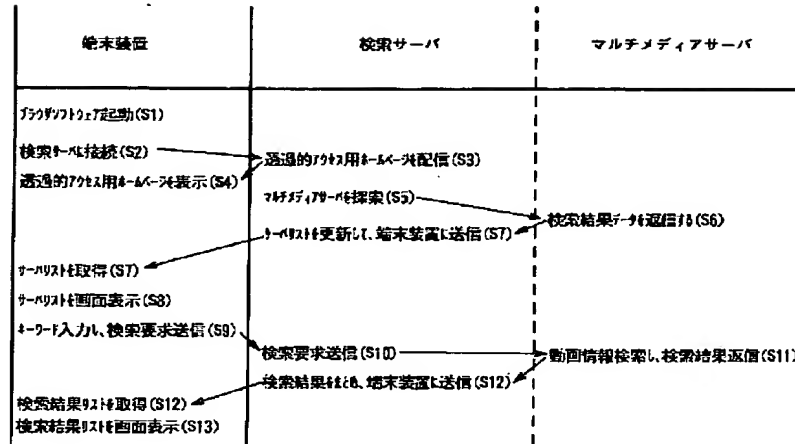 端末装置
検索サーバ
マルチメディアサーバ
ブラウザソフトウェア起動(S1)
検索サーバに接続(S2)
透過的アクセス用ホームページを配信(S3)
透過的アクセス用ホームページを表示(S4)
マルチメディアサーバを探索(S5)
検索結果データを返信する(S6)
サーバリストを更新して、端末装置に送信(S7)
サーバリストを取得(S7)
サーバリストを画面表示(S8)
キーワード入力し、検索要求送信(S9)
検索要求送信(S10)
動画情報検索し、検索結果返信(S11)
検索結果をまとめ、端末装置に送信(S12)
検索結果リストを取得(S12)
検索結果リストを画面表示(S13)